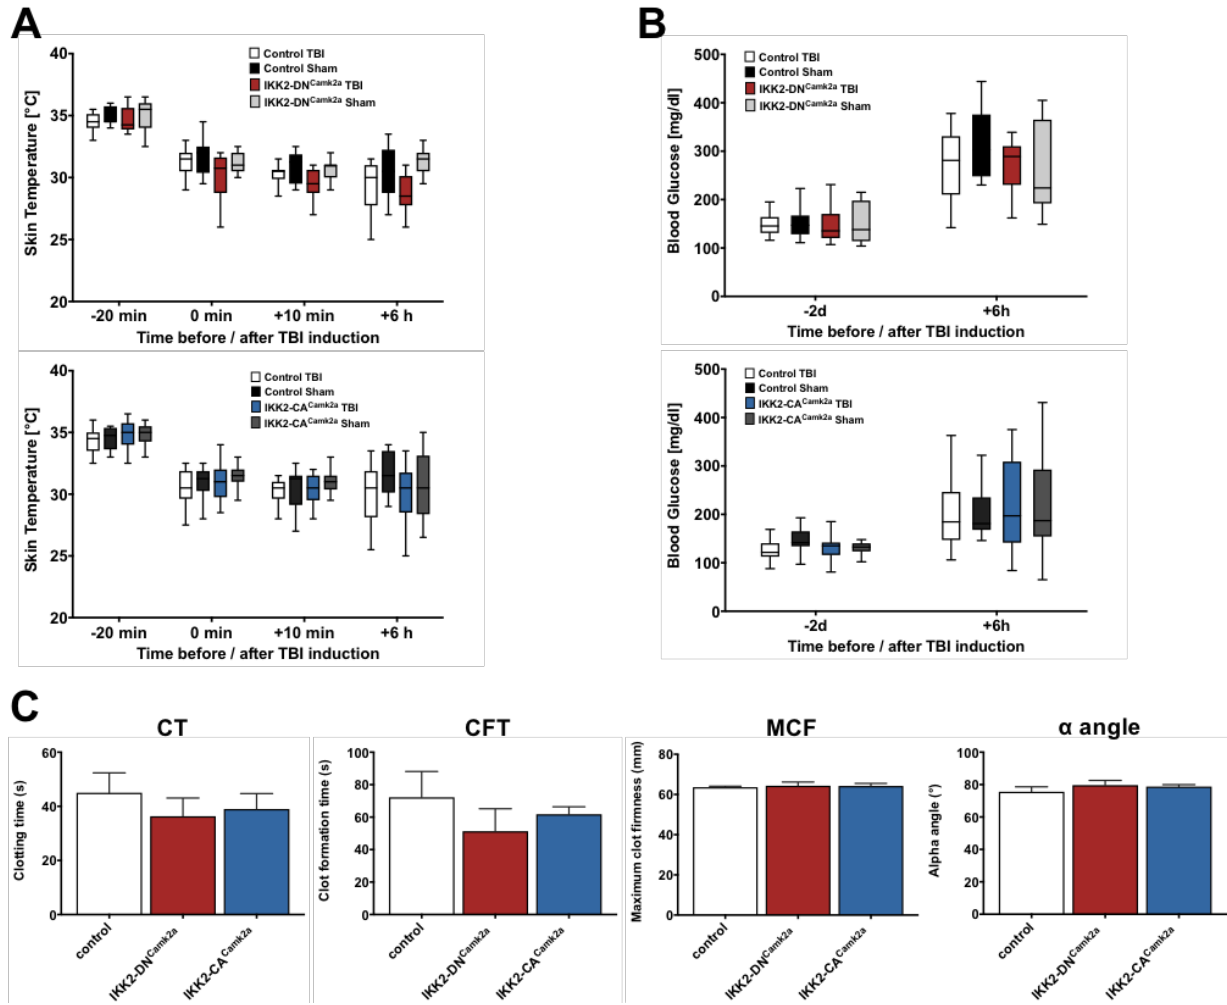 A
40
35
30
25
20
Skin Temperature [°C]
Control TBI
Control Sham
IKK2-DNCamk2a TBI
IKK2-DNCamk2a Sham
-20 min 0 min +10 min +6 h
Time before / after TBI induction
40
35
30
25
20
Skin Temperature [°C]
Control TBI
Control Sham
IKK2-CACamk2a TBI
IKK2-CACamk2a Sham
-20 min 0 min +10 min +6 h
Time before / after TBI induction
B
500
400
300
200
100
0
Blood Glucose [mg/dl]
Control TBI
Control Sham
IKK2-DNCamk2a TBI
IKK2-DNCamk2a Sham
-2d +6h
Time before / after TBI induction
500
400
300
200
100
0
Blood Glucose [mg/dl]
Control TBI
Control Sham
IKK2-CACamk2a TBI
IKK2-CACamk2a Sham
-2d +6h
Time before / after TBI induction
C
CT
60
40
20
0
Clotting time (s)
control
IKK2-DNCamk2a
IKK2-CACamk2a
CFT
100
80
60
40
20
0
Clot formation time (s)
control
IKK2-DNCamk2a
IKK2-CACamk2a
MCF
80
60
40
20
0
Maximum clot firmness (mm)
control
IKK2-DNCamk2a
IKK2-CACamk2a
α angle
100
80
60
40
20
0
Alpha angle (°)
control
IKK2-DNCamk2a
IKK2-CACamk2a